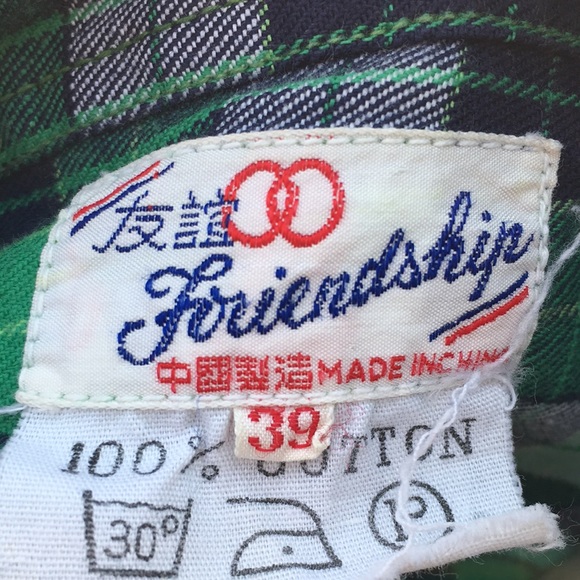 友誼
Friendship
中國製造 MADE IN CHINA
39
100% COTTON
30°
P